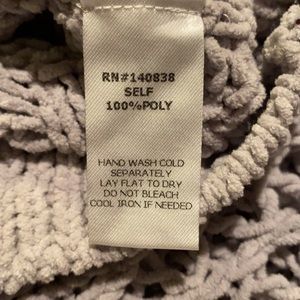 RN#140838
SELF
100%POLY
HAND WASH COLD
SEPARATELY
LAY FLAT TO DRY
DO NOT BLEACH
COOL IRON IF NEEDED